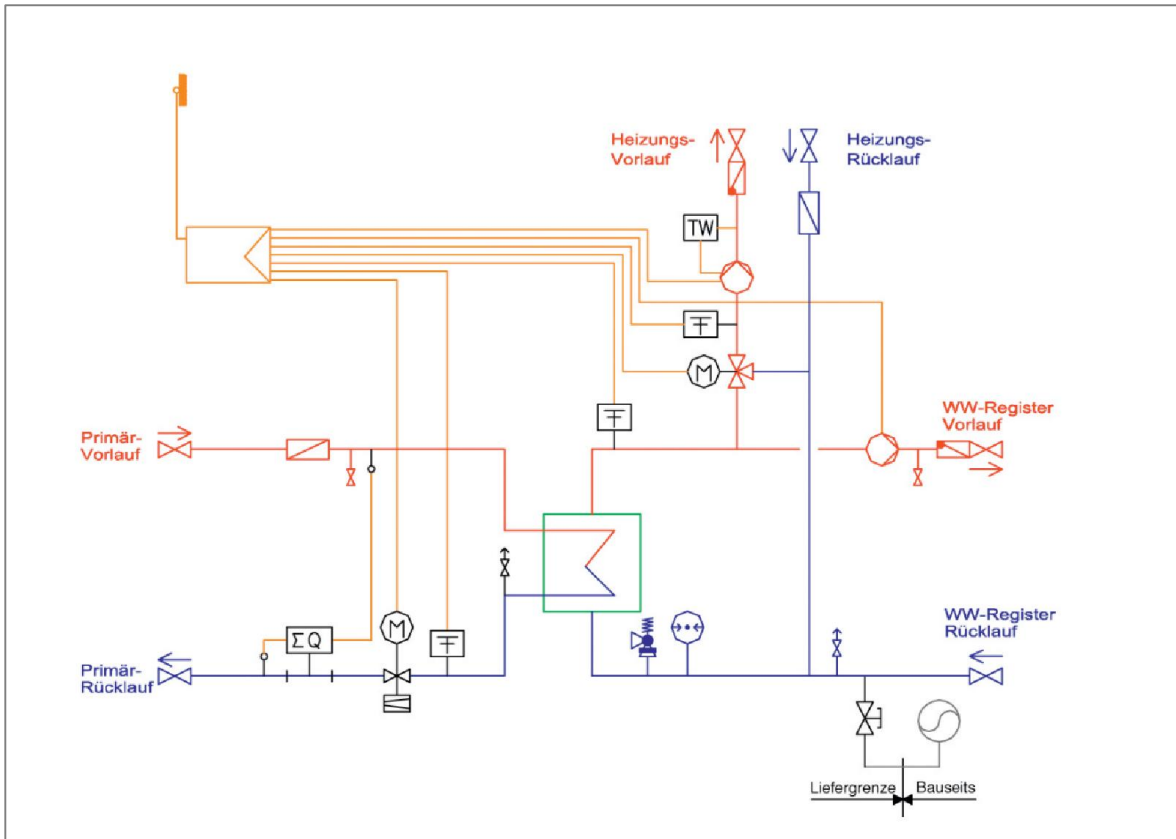 Heizungs-
Vorlauf
Heizungs-
Rücklauf
TW
T
M
T
Primär-
Vorlauf
WW-Register
Vorlauf
ΣQ
M
T
WW-Register
Rücklauf
Primär-
Rücklauf
Liefergrenze
Bauseits